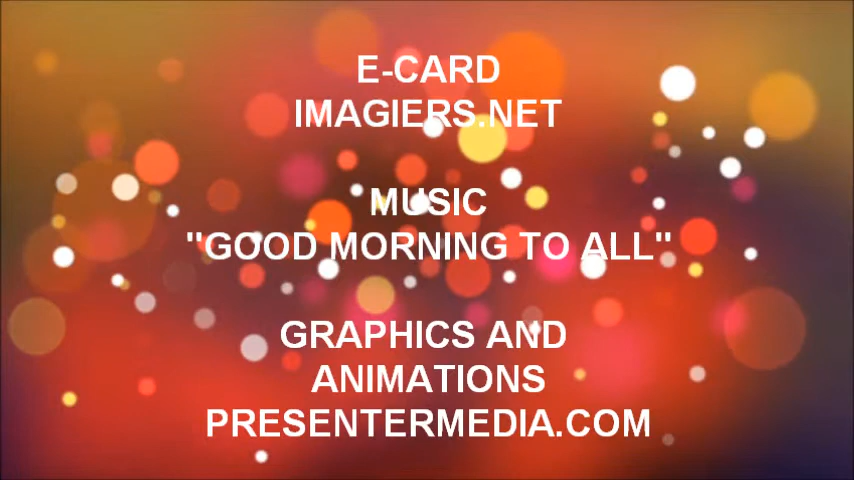 E-CARD
IMAGIERS.NET
MUSIC
"GOOD MORNING TO ALL"
GRAPHICS AND
ANIMATIONS
PRESENTERMEDIA.COM